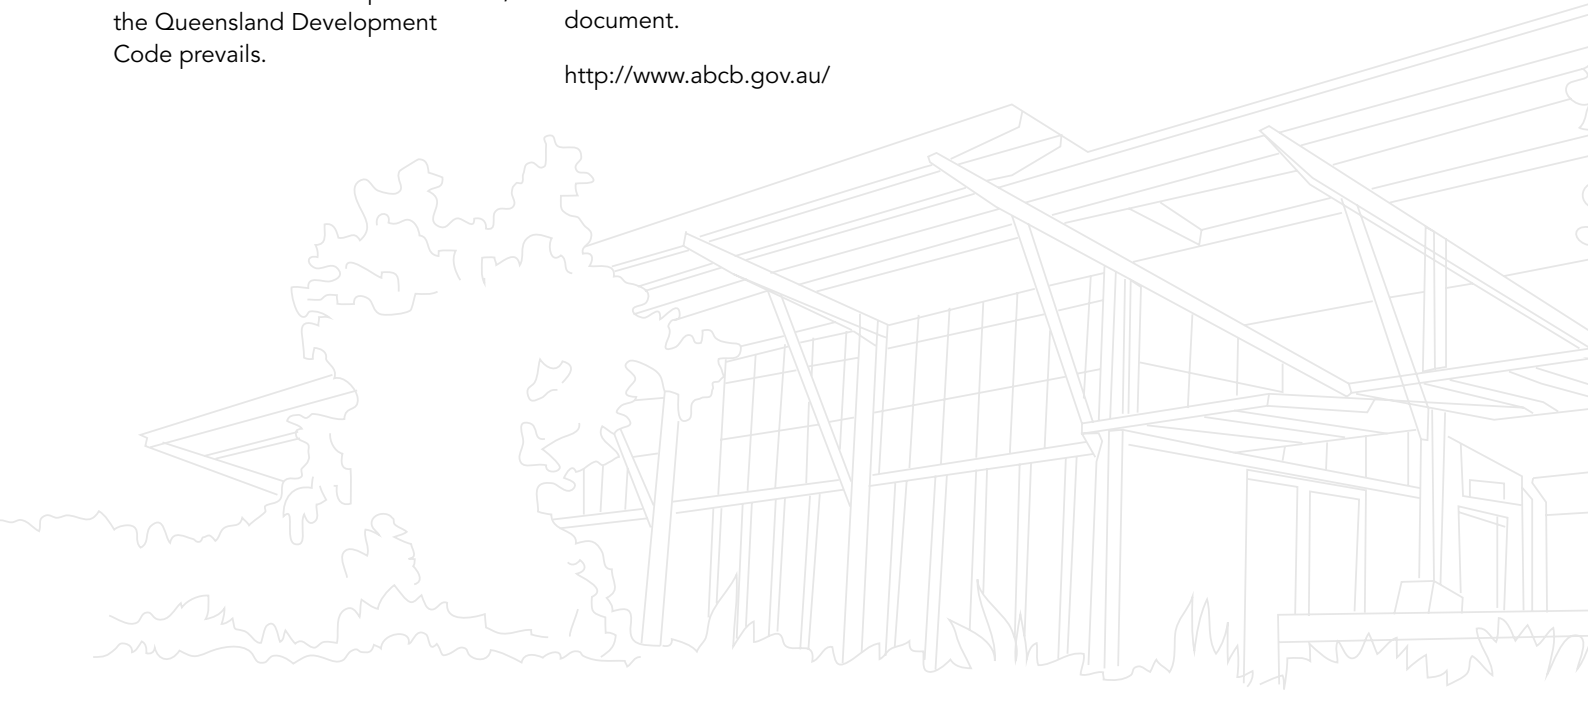 the Queensland Development
Code prevails.
document.
http://www.abcb.gov.au/